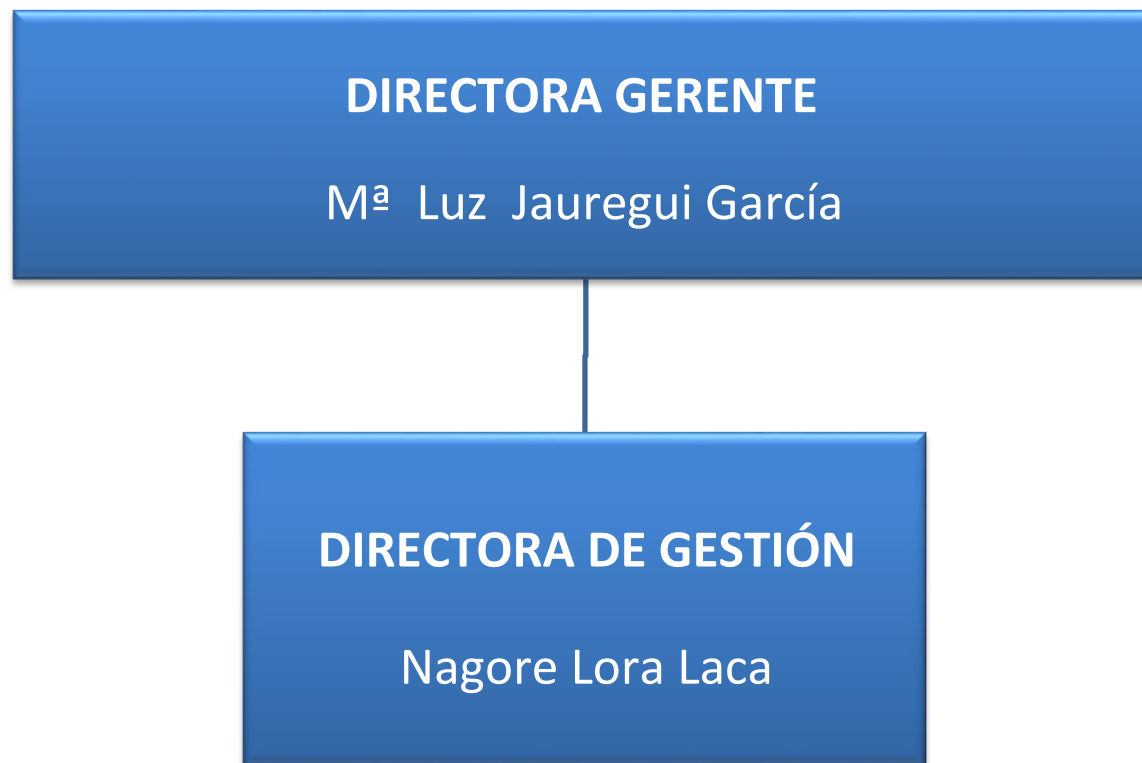 DIRECTORA GERENTE
Mª Luz Jauregui García
DIRECTORA DE GESTIÓN
Nagore Lora Laca